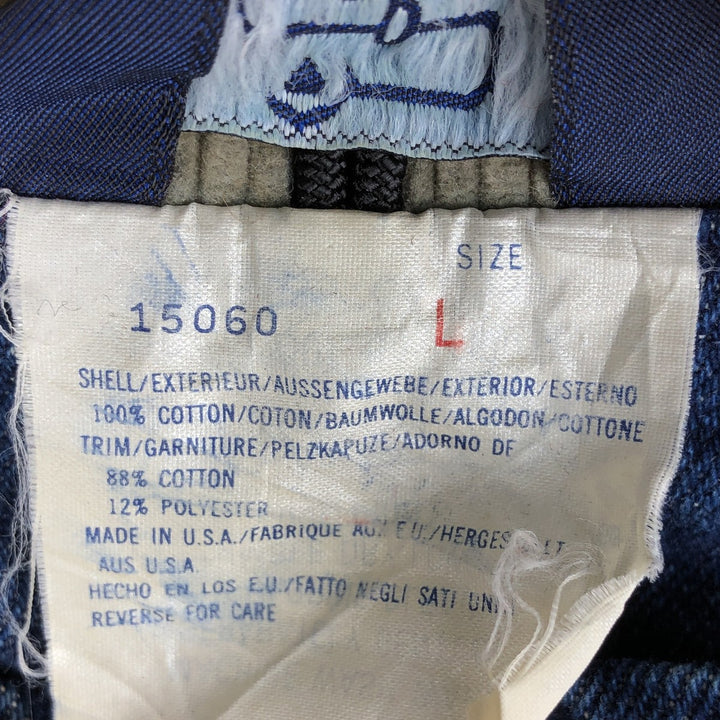 SIZE
15060 L
SHELL/EXTERIEUR/AUSSENGEWEBE/EXTERIOR/ESTERNO
100% COTTON/COTON/BAUMWOLLE/ALGODON/COTTONE
TRIM/GARNITURE/PELZKAPUZE/ADORNO DF
88% COTTON
12% POLYESTER
MADE IN U.S.A./FABRIQUE E.U./
AUS U.S.A.
HECHO EN LOS E.U./FATTO NEGLI SATI
REVERSE FOR CARE